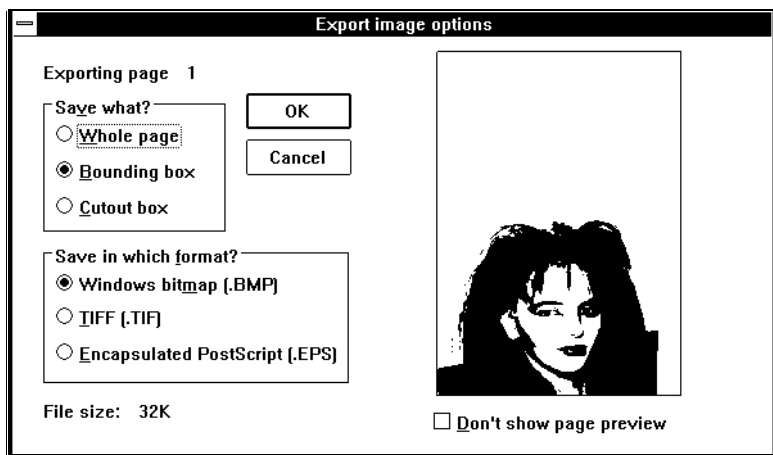 Export image options
Exporting page 1
Save what?
Whole page
Bounding box
Cutout box
OK
Cancel
Save in which format?
Windows bitmap (.BMP)
TIFF (.TIF)
Encapsulated PostScript (.EPS)
File size: 32K
Don't show page preview